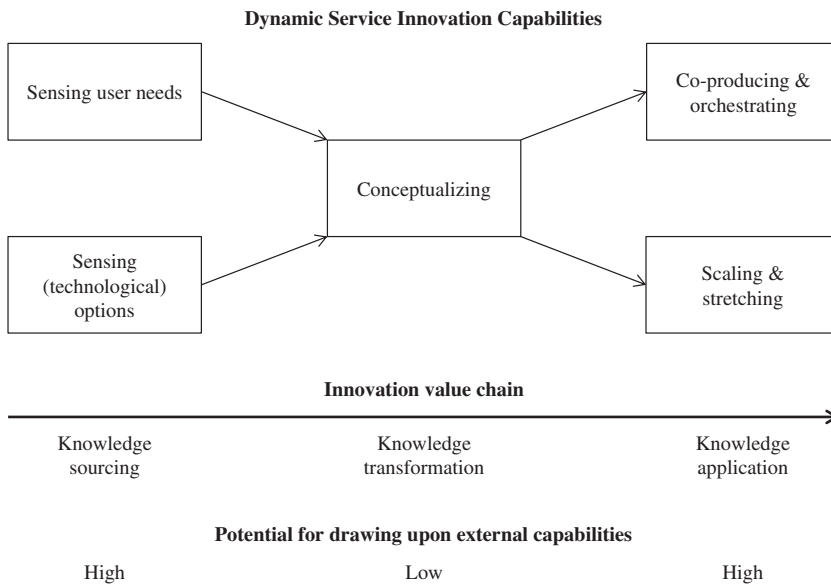 Dynamic Service Innovation Capabilities
Sensing user needs
Co-producing &
orchestrating
Conceptualizing
Sensing
(technological)
options
Scaling &
stretching
Innovation value chain
Knowledge
sourcing
Knowledge
transformation
Knowledge
application
Potential for drawing upon external capabilities
High
Low
High